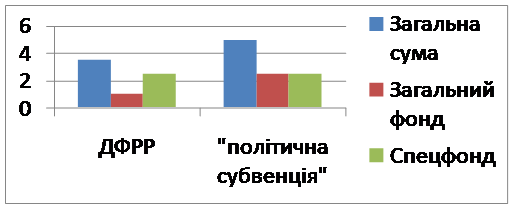 6
4
2
0
ДФРР
"політична
субвенція"
Загальна
сума
Загальний
фонд
Спецфонд